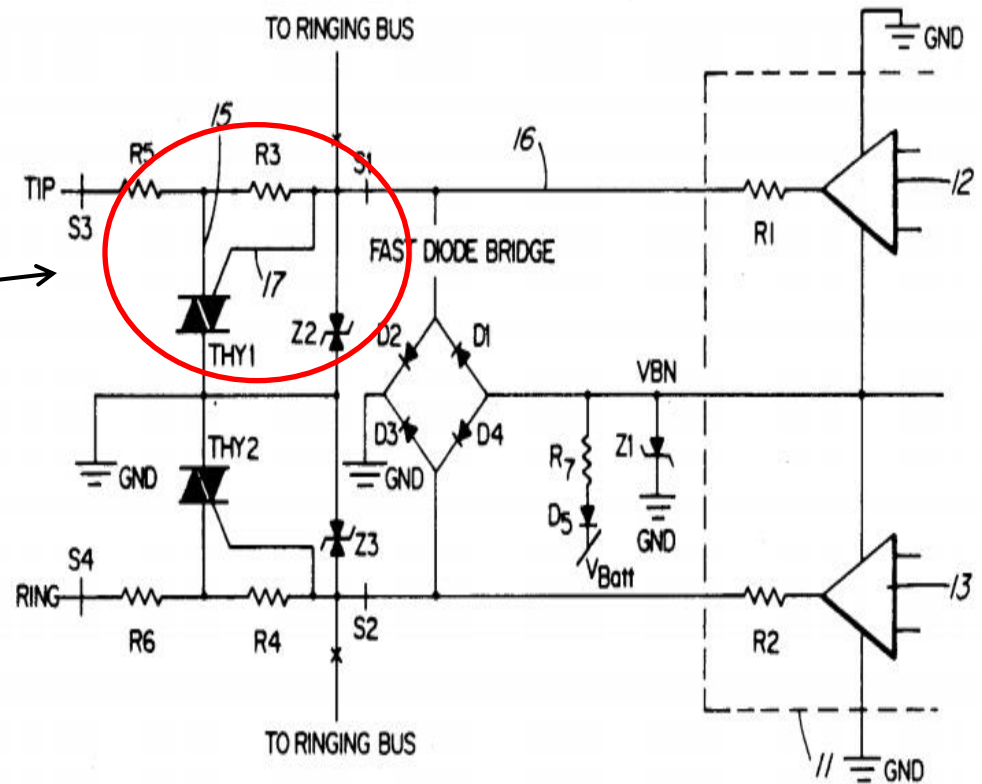 TO RINGING BUS
GND
15
R5
R3
S1
16
TIP
S3
R1
12
FAST DIODE BRIDGE
17
THY1
Z2
D2
D1
VBN
THY2
D3
D4
R7
Z1
GND
GND
D5
GND
Z3
VBatt
S4
RING
13
R6
R4
S2
R2
TO RINGING BUS
11
GND